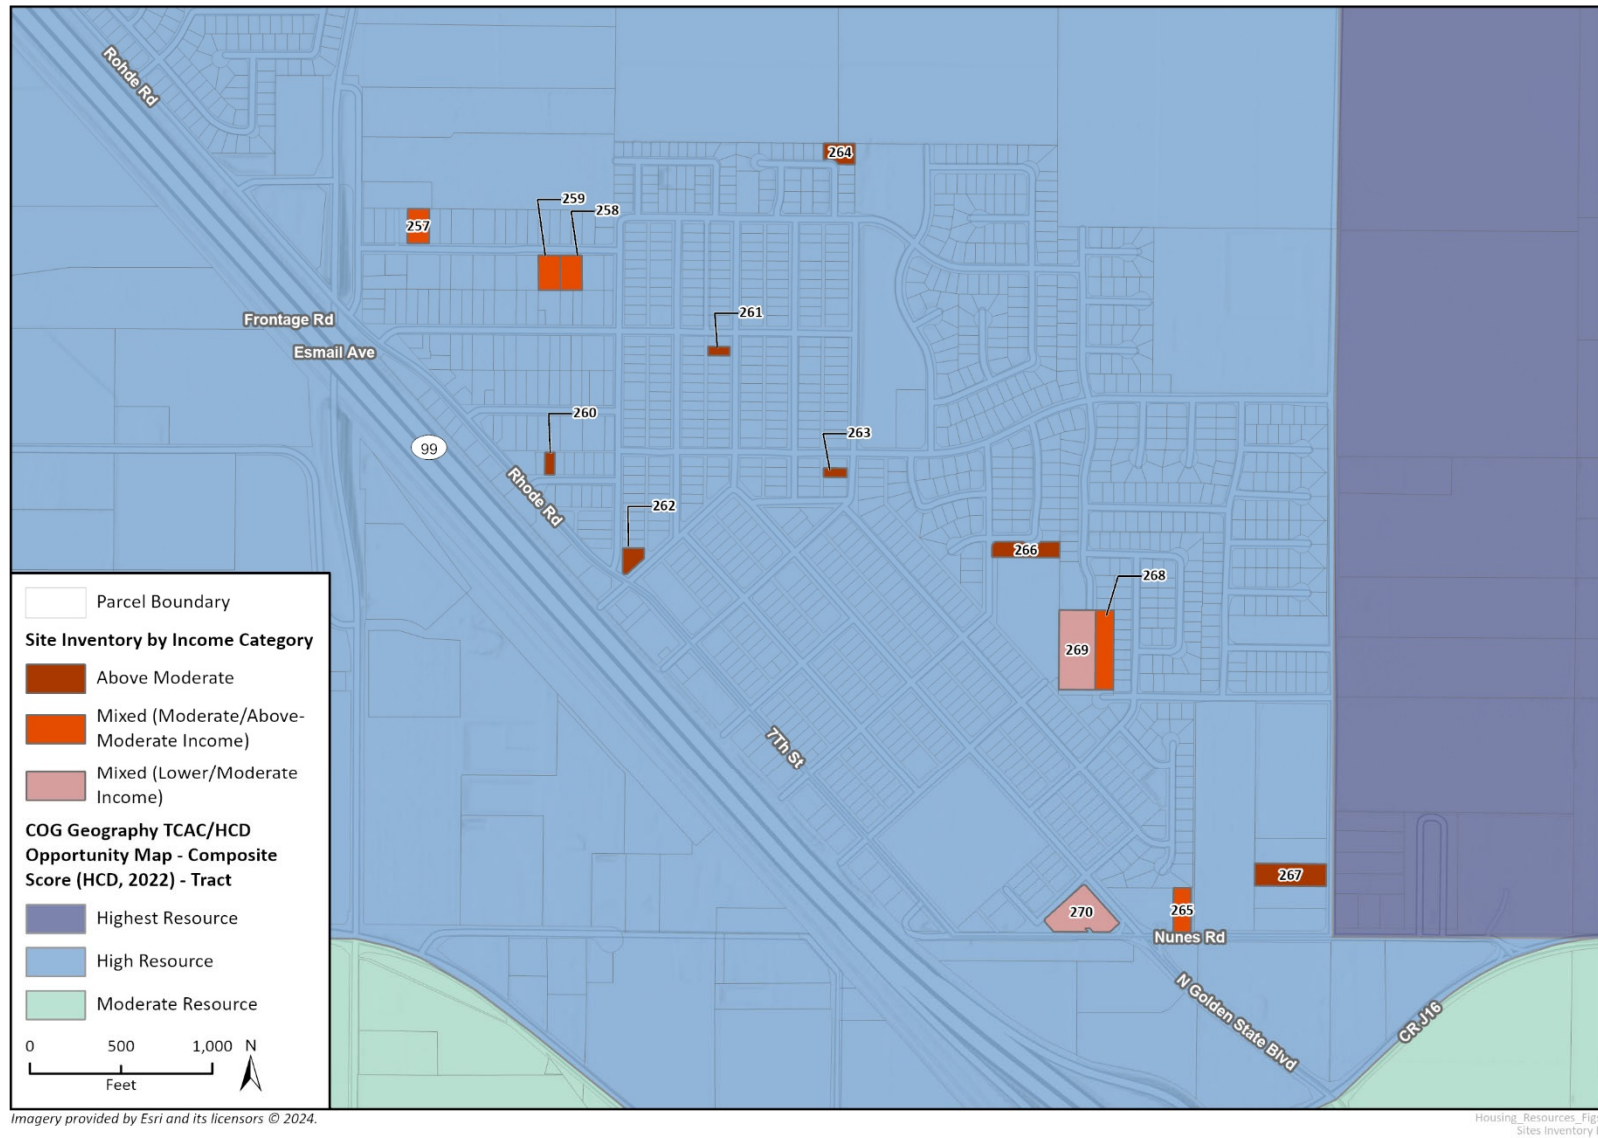 Rohde Rd
264
259
258
257
261
Frontage Rd
Esmail Ave
260
263
99
Rhode Rd
262
266
268
269
7Th St
267
270
265
Nunes Rd
N Golden State Blvd
CR J16
Parcel Boundary
Site Inventory by Income Category
Above Moderate
Mixed (Moderate/Above-
Moderate Income)
Mixed (Lower/Moderate
Income)
COG Geography TCAC/HCD
Opportunity Map - Composite
Score (HCD, 2022) - Tract
Highest Resource
High Resource
Moderate Resource
0 500 1,000 N
Feet
Imagery provided by Esri and its licensors © 2024.
Housing_Resources_Fig
Sites Inventory